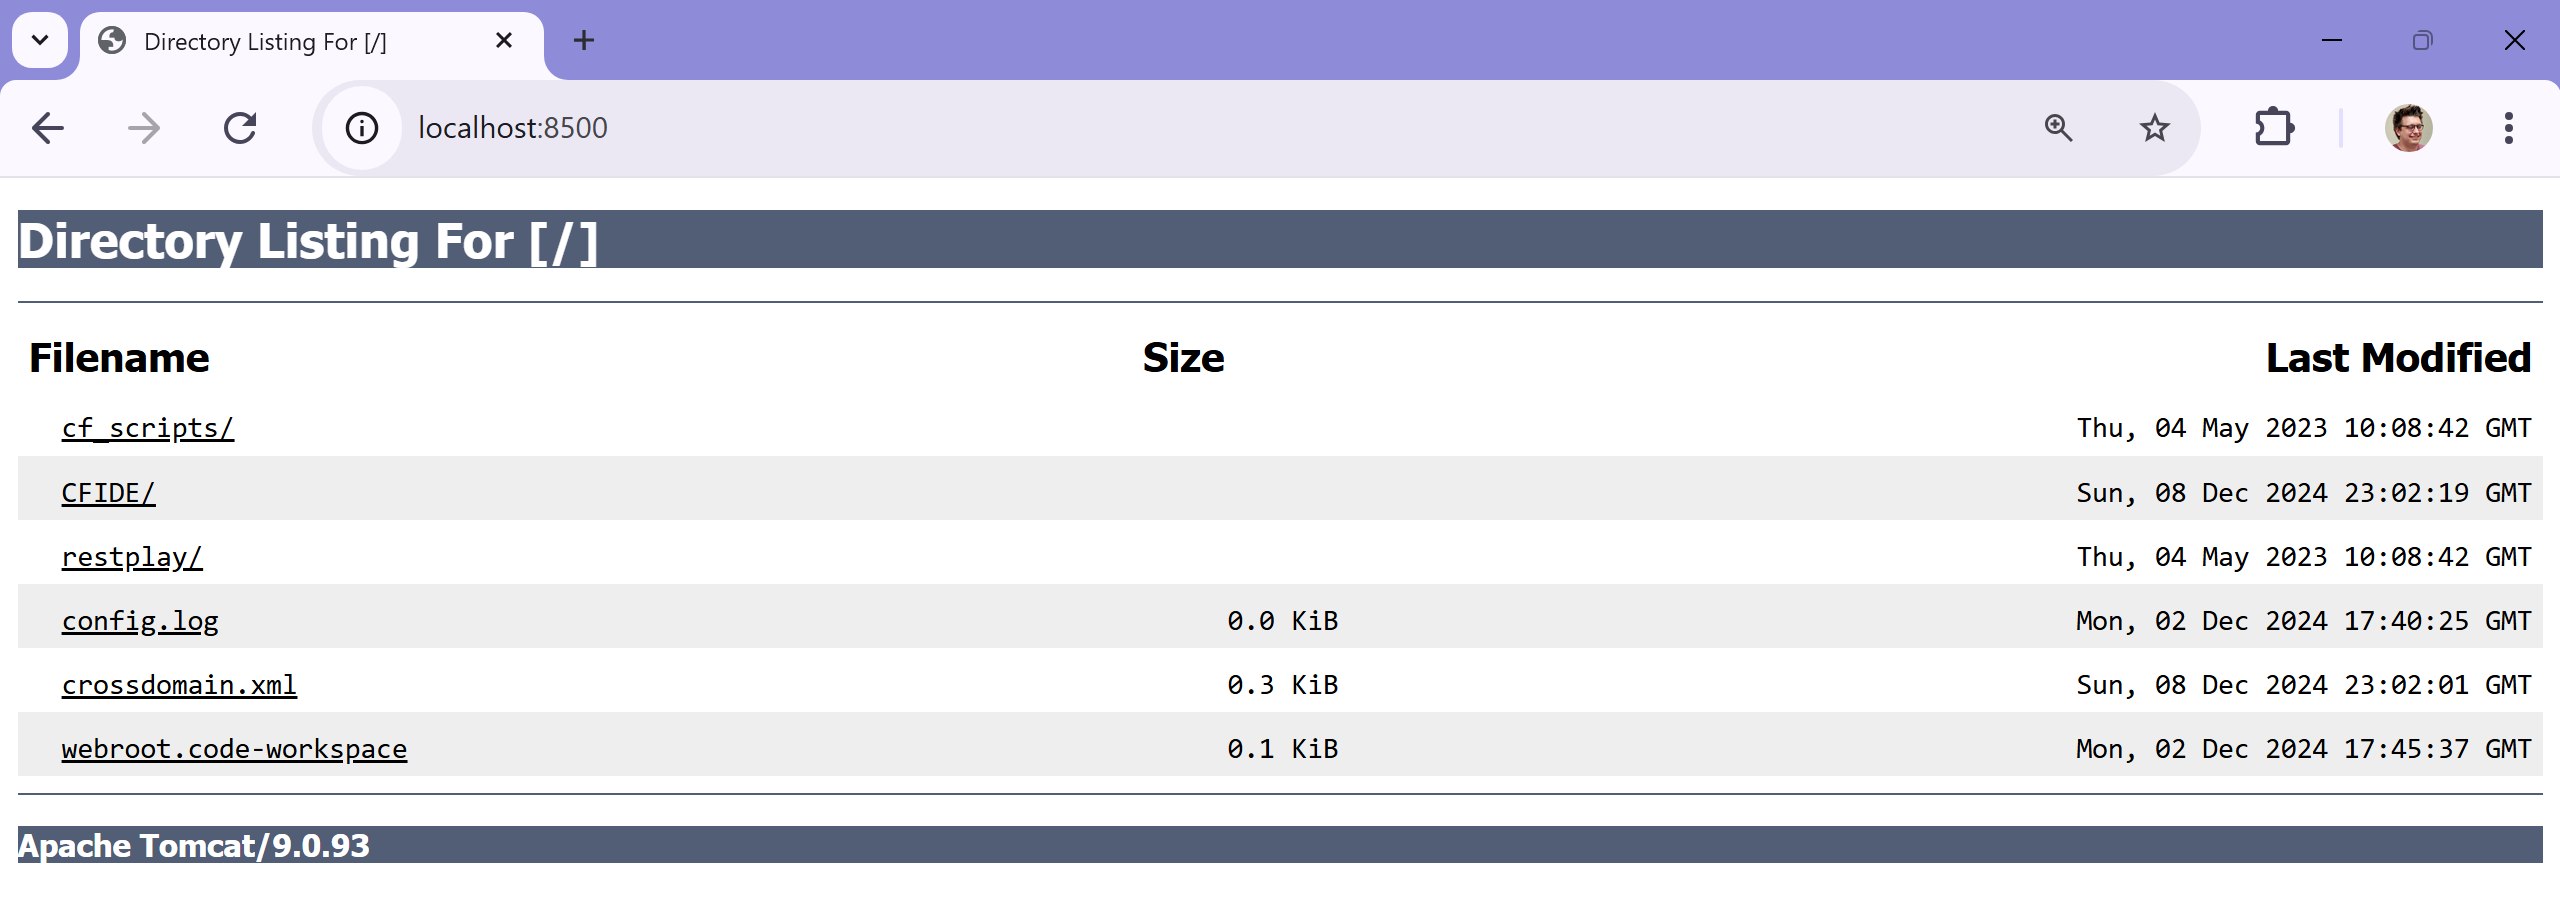 Directory Listing For [/]
localhost:8500
Directory Listing For [/]
Filename Size Last Modified
cf_scripts/ Thu, 04 May 2023 10:08:42 GMT
CFIDE/ Sun, 08 Dec 2024 23:02:19 GMT
restplay/ Thu, 04 May 2023 10:08:42 GMT
config.log 0.0 KiB Mon, 02 Dec 2024 17:40:25 GMT
crossdomain.xml 0.3 KiB Sun, 08 Dec 2024 23:02:01 GMT
webroot.code-workspace 0.1 KiB Mon, 02 Dec 2024 17:45:37 GMT
Apache Tomcat/9.0.93